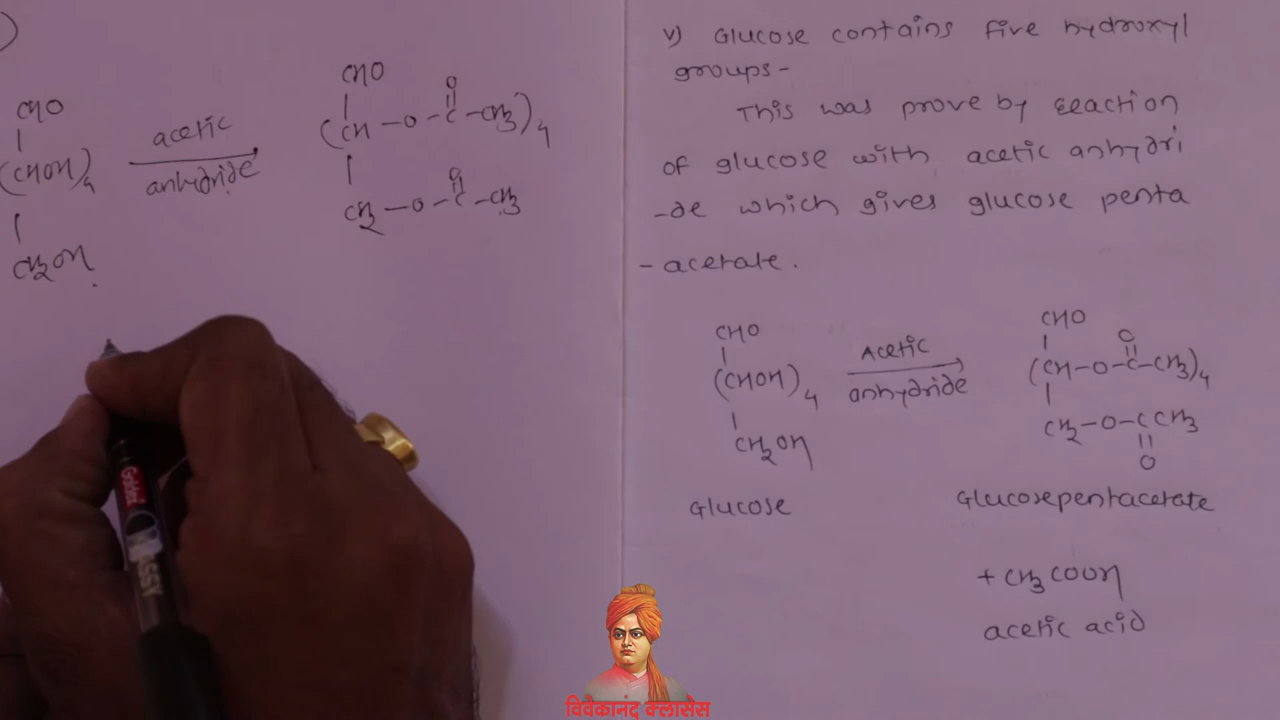 )
CHO
|
(CHOH)4
|
CH2OH
acetic
anhydride
CHO
|
O
||
(CH-O-C-CH3)4
|
O
||
CH2-O-C-CH3
v) Glucose contains five hydroxyl
groups-
This was prove by reaction
of glucose with acetic anhydri
-de which gives glucose penta
-acetate.
CHO
|
(CHOH)4
|
CH2OH
Glucose
Acetic
anhydride
CHO
|
O
||
(CH-O-C-CH3)4
|
CH2-O-CCH3
||
O
Glucosepentacetate
+ CH3COOH
acetic acid
विवेकानंद क्लासेस